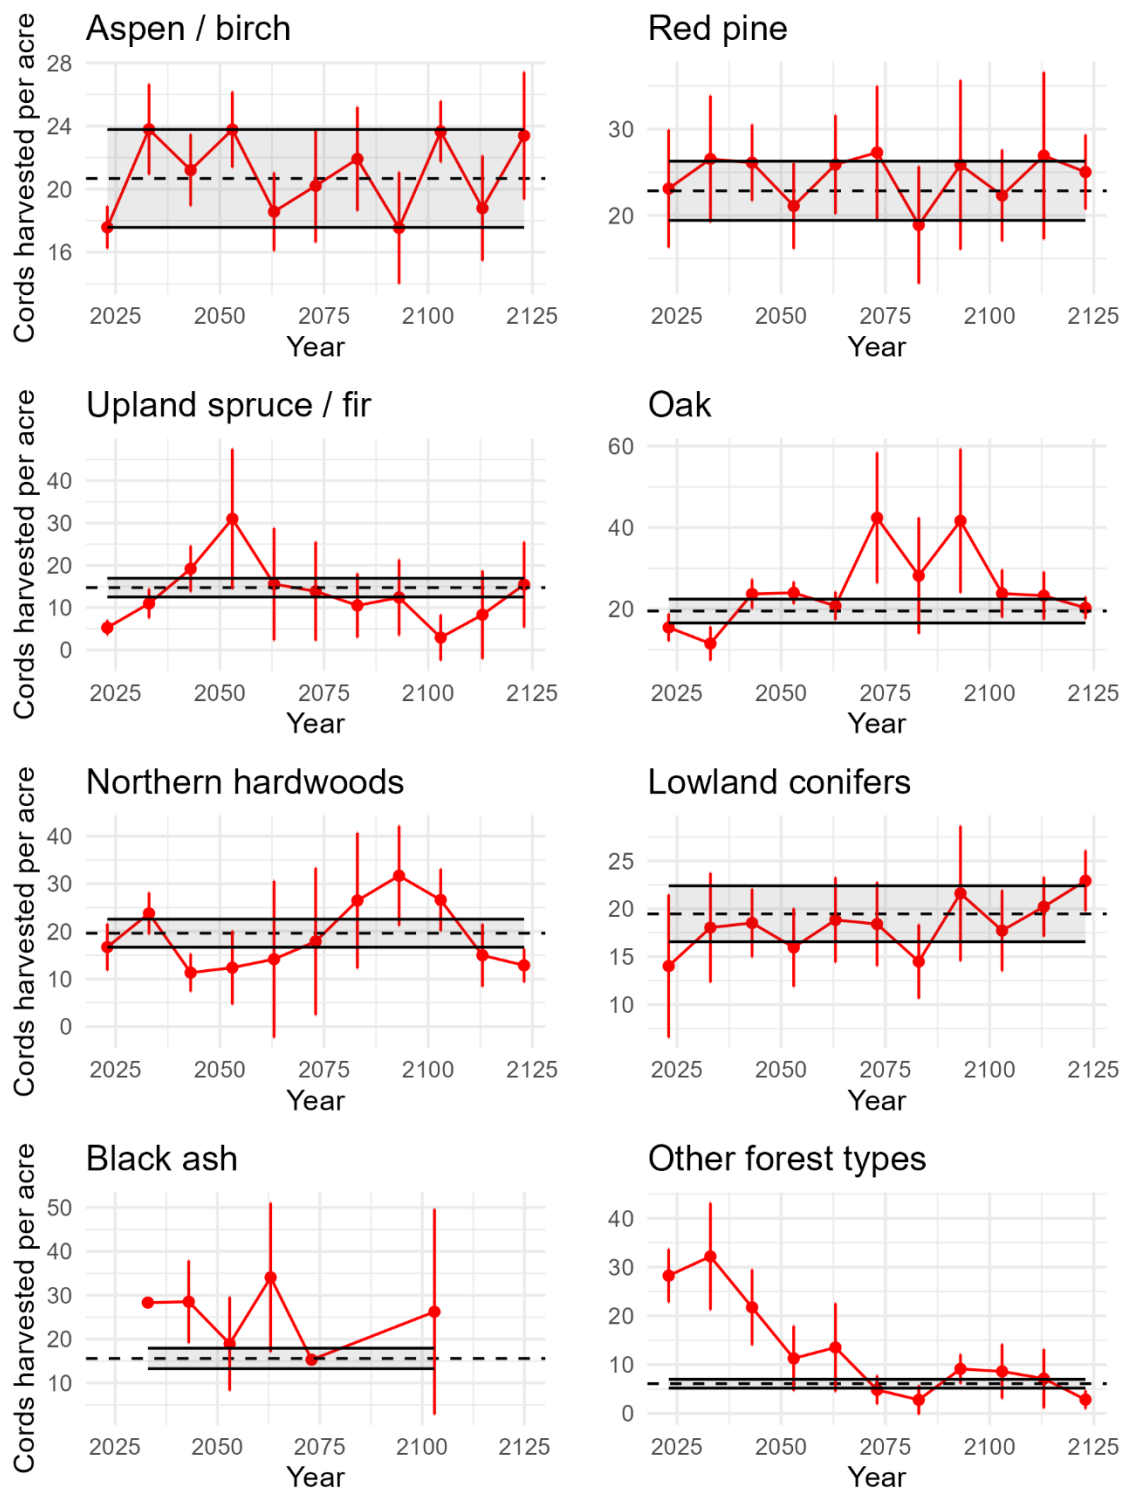 Aspen / birch
Cords harvested per acre
28
24
20
16
2025 2050 2075 2100 2125
Year
Red pine
30
20
2025 2050 2075 2100 2125
Year
Upland spruce / fir
Cords harvested per acre
40
30
20
10
0
2025 2050 2075 2100 2125
Year
Oak
60
40
20
2025 2050 2075 2100 2125
Year
Northern hardwoods
Cords harvested per acre
40
30
20
10
0
2025 2050 2075 2100 2125
Year
Lowland conifers
25
20
15
10
2025 2050 2075 2100 2125
Year
Black ash
Cords harvested per acre
50
40
30
20
10
2025 2050 2075 2100 2125
Year
Other forest types
40
30
20
10
0
2025 2050 2075 2100 2125
Year